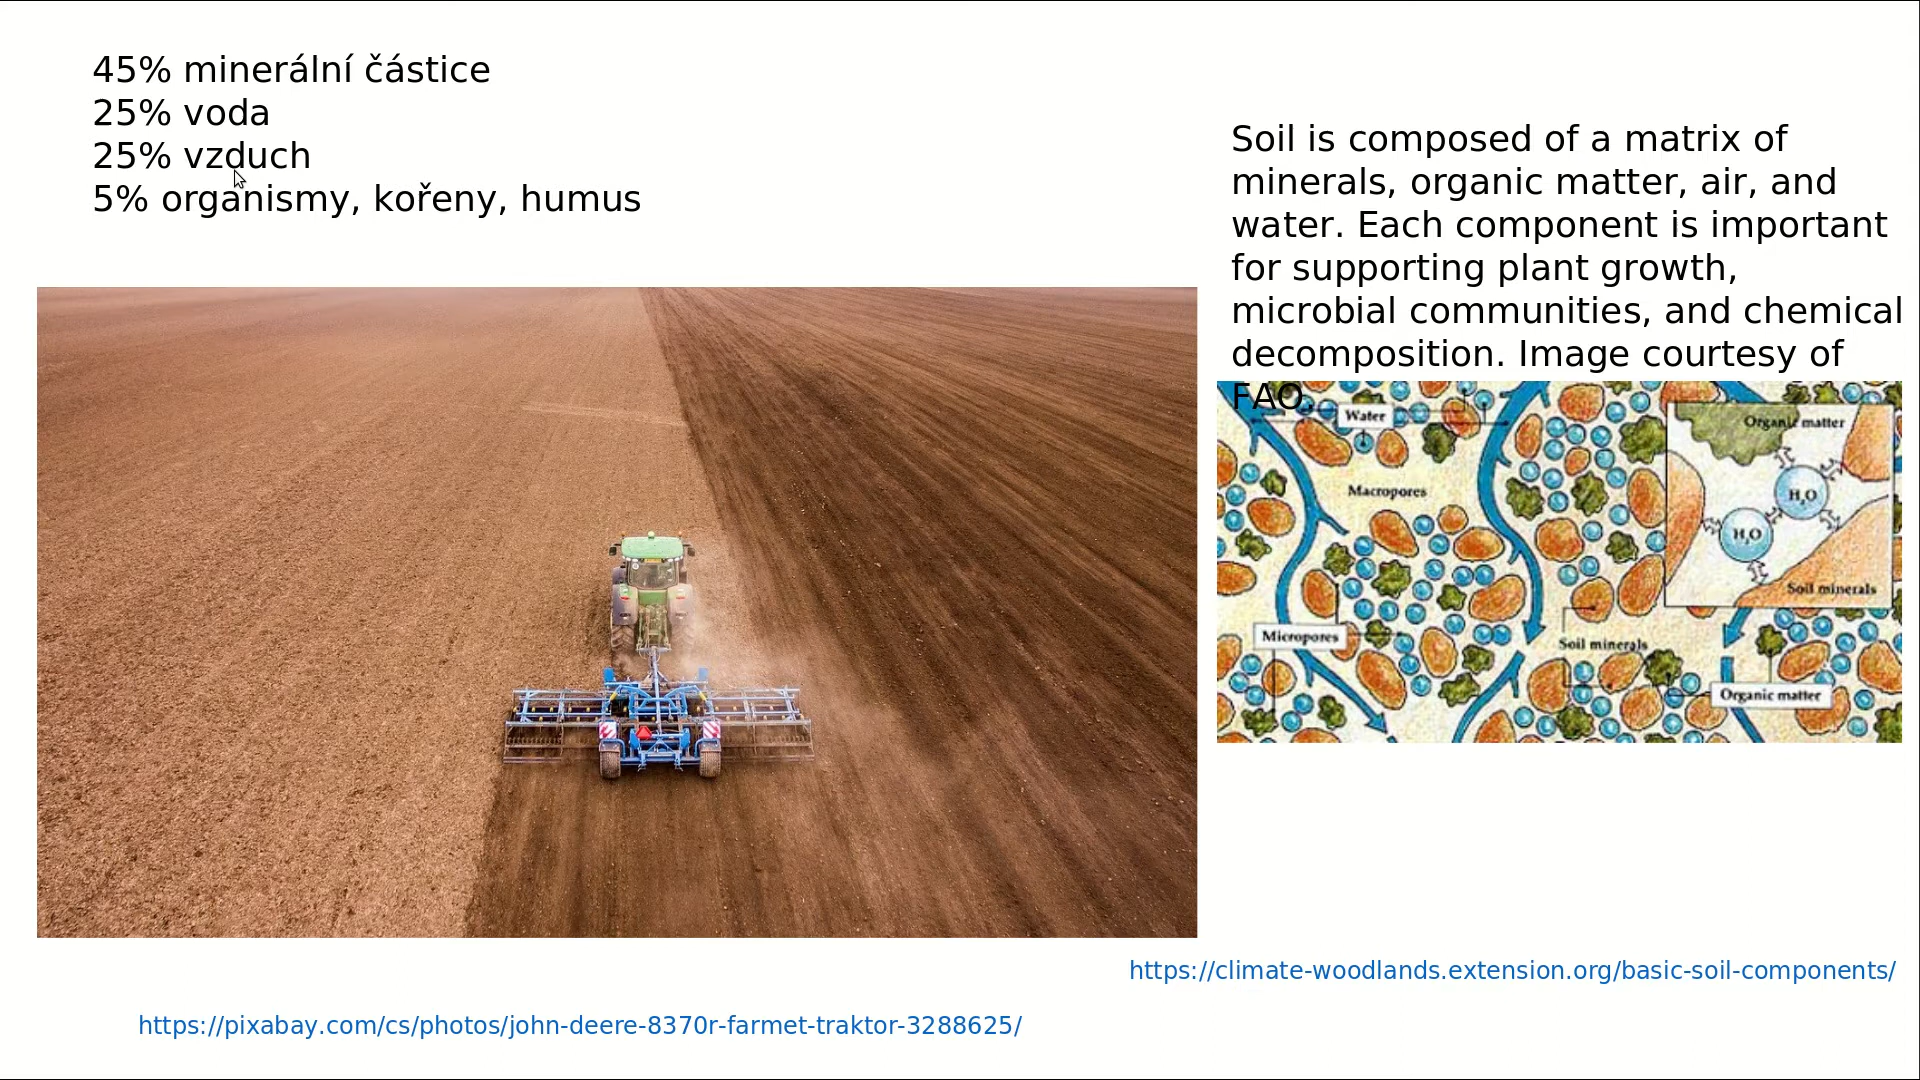 45% minerální částice
25% voda
25% vzduch
5% organismy, kořeny, humus
Soil is composed of a matrix of
minerals, organic matter, air, and
water. Each component is important
for supporting plant growth,
microbial communities, and chemical
decomposition. Image courtesy of
FAO.
Water
Organic matter
Macropores
H₂O
H₂O
Soil minerals
Micropores
Soil minerals
Organic matter
https://climate-woodlands.extension.org/basic-soil-components/
https://pixabay.com/cs/photos/john-deere-8370r-farmet-traktor-3288625/